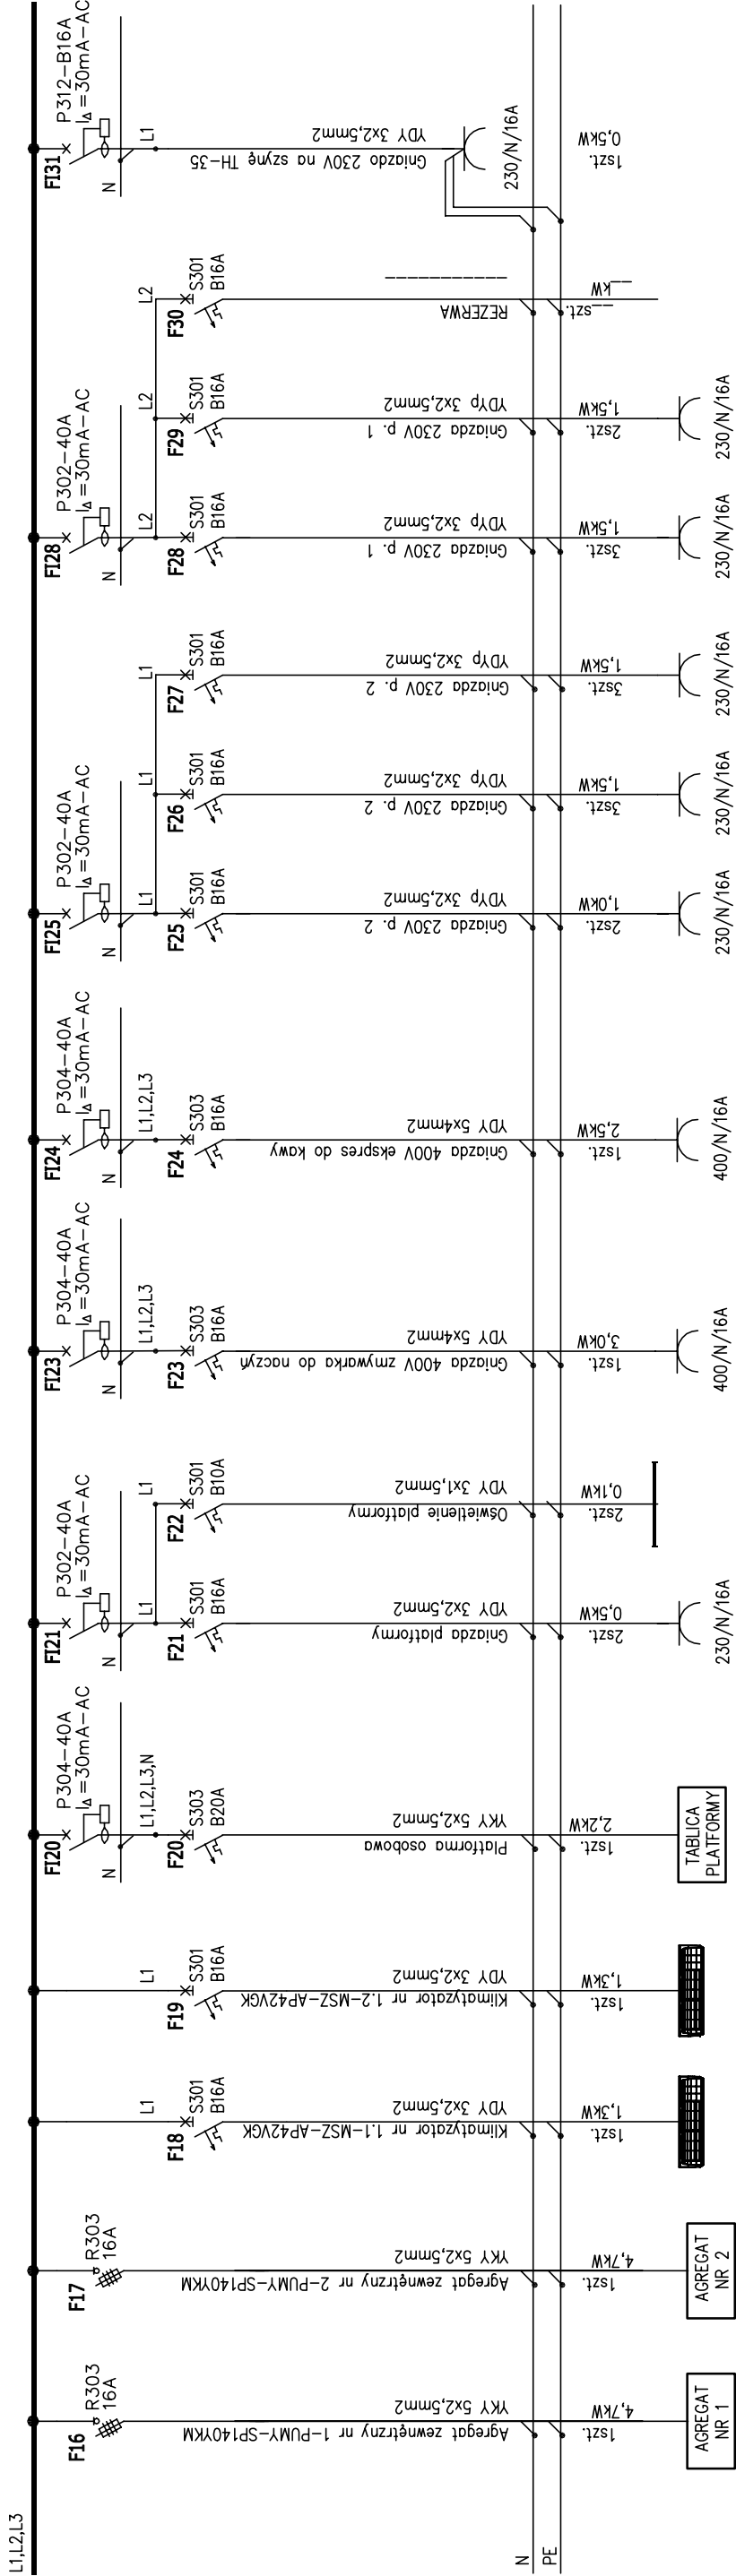 L1,L2,L3
F16
R303
16A
Agregat zewnętrzny nr 1-PUMY-SP140YKM
YKY 5x2,5mm2
N
PE
1szt.
4,7kW
AGREGAT
NR 1
F17
R303
16A
Agregat zewnętrzny nr 2-PUMY-SP140YKM
YKY 5x2,5mm2
1szt.
4,7kW
AGREGAT
NR 2
L1
F18
S301
B16A
Klimatyzator nr 1.1-MSZ-AP42VGK
YDY 3x2,5mm2
1szt.
1,3kW
L1
F19
S301
B16A
Klimatyzator nr 1.2-MSZ-AP42VGK
YDY 3x2,5mm2
1szt.
1,3kW
FI20
P304-40A
I∆=30mA-AC
N
L1,L2,L3,N
F20
S303
B20A
Platforma osobowa
YKY 5x2,5mm2
1szt.
2,2kW
TABLICA
PLATFORMY
FI21
P302-40A
I∆=30mA-AC
N
L1
F21
S301
B16A
Gniazda platformy
YDY 3x2,5mm2
2szt.
0,5kW
230/N/16A
L1
F22
S301
B10A
Oświetlenie platformy
YDY 3x1,5mm2
2szt.
0,1kW
FI23
P304-40A
I∆=30mA-AC
N
L1,L2,L3
F23
S303
B16A
Gniazda 400V zmywarka do naczyń
YDY 5x4mm2
1szt.
3,0kW
400/N/16A
FI24
P304-40A
I∆=30mA-AC
N
L1,L2,L3
F24
S303
B16A
Gniazda 400V ekspres do kawy
YDY 5x4mm2
1szt.
2,5kW
400/N/16A
FI25
P302-40A
I∆=30mA-AC
N
L1
F25
S301
B16A
Gniazda 230V p. 2
YDYp 3x2,5mm2
2szt.
1,0kW
230/N/16A
L1
F26
S301
B16A
Gniazda 230V p. 2
YDYp 3x2,5mm2
3szt.
1,5kW
230/N/16A
L1
F27
S301
B16A
Gniazda 230V p. 2
YDYp 3x2,5mm2
3szt.
1,5kW
230/N/16A
FI28
P302-40A
I∆=30mA-AC
N
L2
F28
S301
B16A
Gniazda 230V p. 1
YDYp 3x2,5mm2
3szt.
1,5kW
230/N/16A
L2
F29
S301
B16A
Gniazda 230V p. 1
YDYp 3x2,5mm2
2szt.
1,5kW
230/N/16A
L2
F30
S301
B16A
REZERWA
___________
__szt.
__kW
FI31
P312-B16A
I∆=30mA-AC
N
L1
Gniazdo 230V na szynę TH-35
YDY 3x2,5mm2
230/N/16A
1szt.
0,5kW